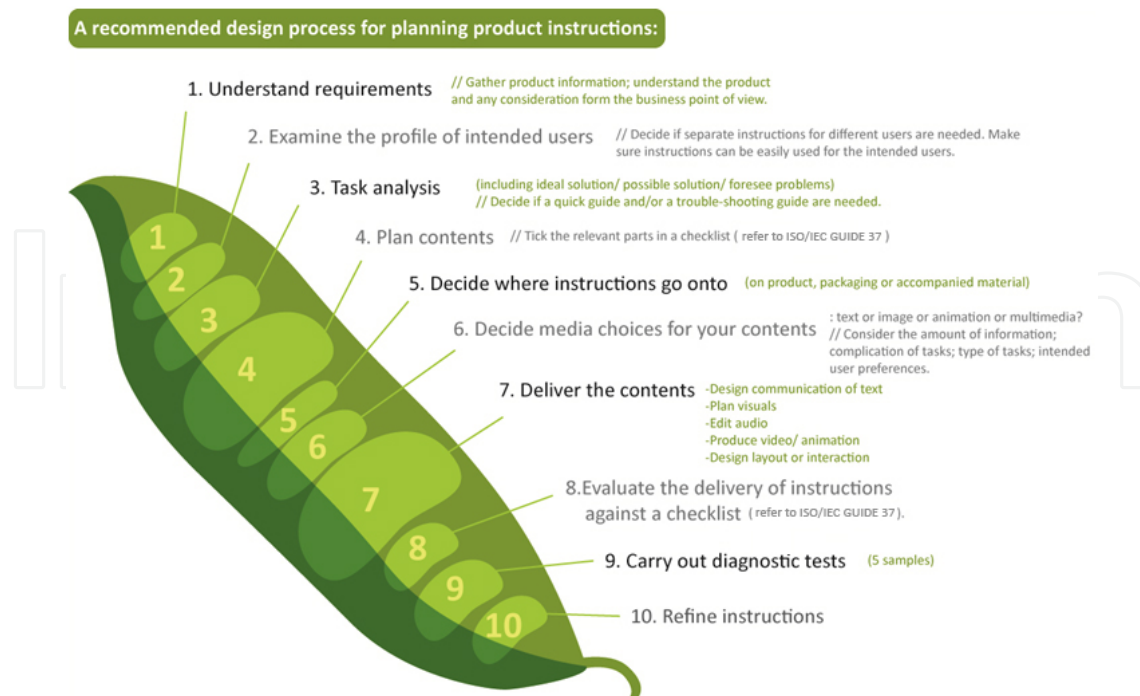 A recommended design process for planning product instructions:
1. Understand requirements
// Gather product information; understand the product
and any consideration form the business point of view.
2. Examine the profile of intended users
// Decide if separate instructions for different users are needed. Make
sure instructions can be easily used for the intended users.
3. Task analysis
(including ideal solution/ possible solution/ foresee problems)
// Decide if a quick guide and/or a trouble-shooting guide are needed.
4. Plan contents
// Tick the relevant parts in a checklist ( refer to ISO/IEC GUIDE 37 )
5. Decide where instructions go onto
(on product, packaging or accompanied material)
6. Decide media choices for your contents
: text or image or animation or multimedia?
// Consider the amount of information;
complication of tasks; type of tasks; intended
user preferences.
7. Deliver the contents
-Design communication of text
-Plan visuals
-Edit audio
-Produce video/ animation
-Design layout or interaction
8.Evaluate the delivery of instructions
against a checklist ( refer to ISO/IEC GUIDE 37).
9. Carry out diagnostic tests
(5 samples)
10. Refine instructions
1
2
3
4
5
6
7
8
9
10